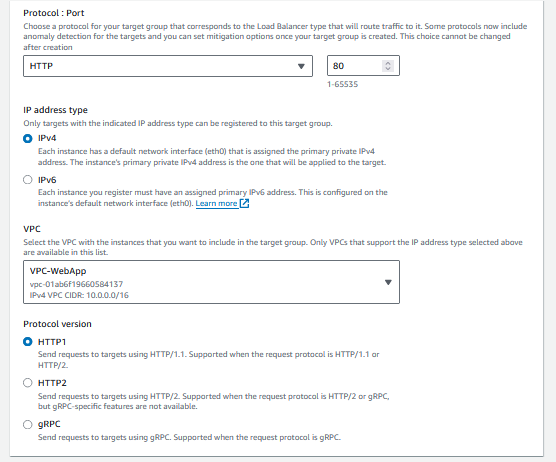 Protocol : Port
Choose a protocol for your target group that corresponds to the Load Balancer type that will route traffic to it. Some protocols now include
anomaly detection for the targets and you can set mitigation options once your target group is created. This choice cannot be changed
after creation
HTTP
80
1-65535
IP address type
Only targets with the indicated IP address type can be registered to this target group.
IPv4
Each instance has a default network interface (eth0) that is assigned the primary private IPv4
address. The instance's primary private IPv4 address is the one that will be applied to the target.
IPv6
Each instance you register must have an assigned primary IPv6 address. This is configured on the
instance's default network interface (eth0). Learn more
VPC
Select the VPC with the instances that you want to include in the target group. Only VPCs that support the IP address type selected above
are available in this list.
VPC-WebApp
vpc-01ab6f19660584137
IPv4 VPC CIDR: 10.0.0.0/16
Protocol version
HTTP1
Send requests to targets using HTTP/1.1. Supported when the request protocol is HTTP/1.1 or
HTTP/2.
HTTP2
Send requests to targets using HTTP/2. Supported when the request protocol is HTTP/2 or gRPC,
but gRPC-specific features are not available.
gRPC
Send requests to targets using gRPC. Supported when the request protocol is gRPC.